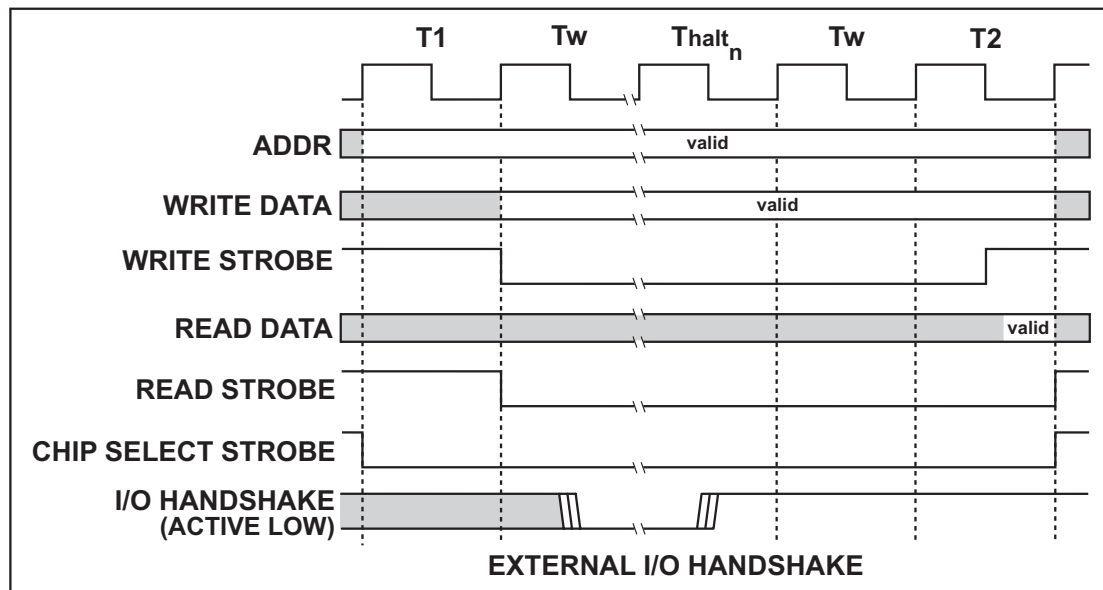 T1 Tw Thaltn Tw T2
ADDR valid
WRITE DATA valid
WRITE STROBE
READ DATA valid
READ STROBE
CHIP SELECT STROBE
I/O HANDSHAKE
(ACTIVE LOW)
EXTERNAL I/O HANDSHAKE